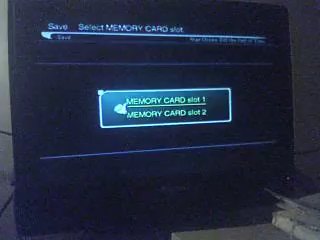 Save Select MEMORY CARD slot.
Save
MEMORY CARD slot 1
MEMORY CARD slot 2